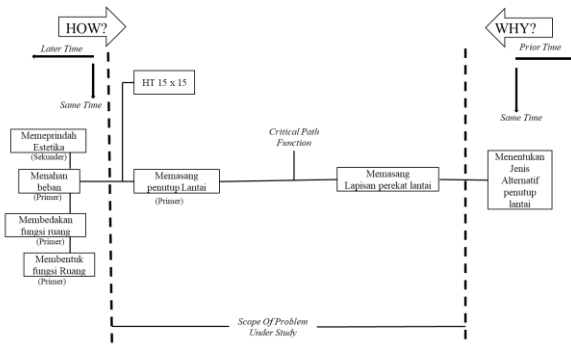 HOW?
WHY?
Later Time
Prior Time
Same Time
Same Time
HT 15 x 15
Critical Path
Function
Memeprindah
Estetika
(Sekunder)
Menahan
beban
(Primer)
Membedakan
fungsi ruang
(Primer)
Membentuk
fungsi Ruang
(Primer)
Memasang
penutup Lantai
(Primer)
Memasang
Lapisan perekat lantai
Menentukan
Jenis
Alternatif
penutup
lantai
Scope Of Problem
Under Study